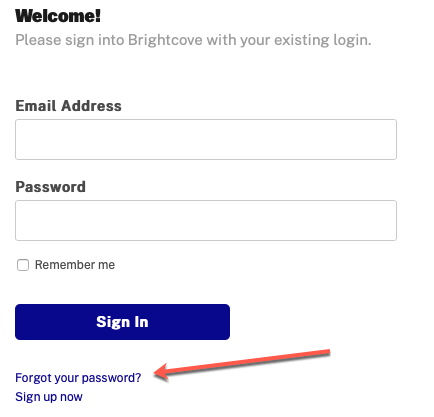 Welcome!
Please sign into Brightcove with your existing login.
Email Address
Password
Remember me
Sign In
Forgot your password?
Sign up now